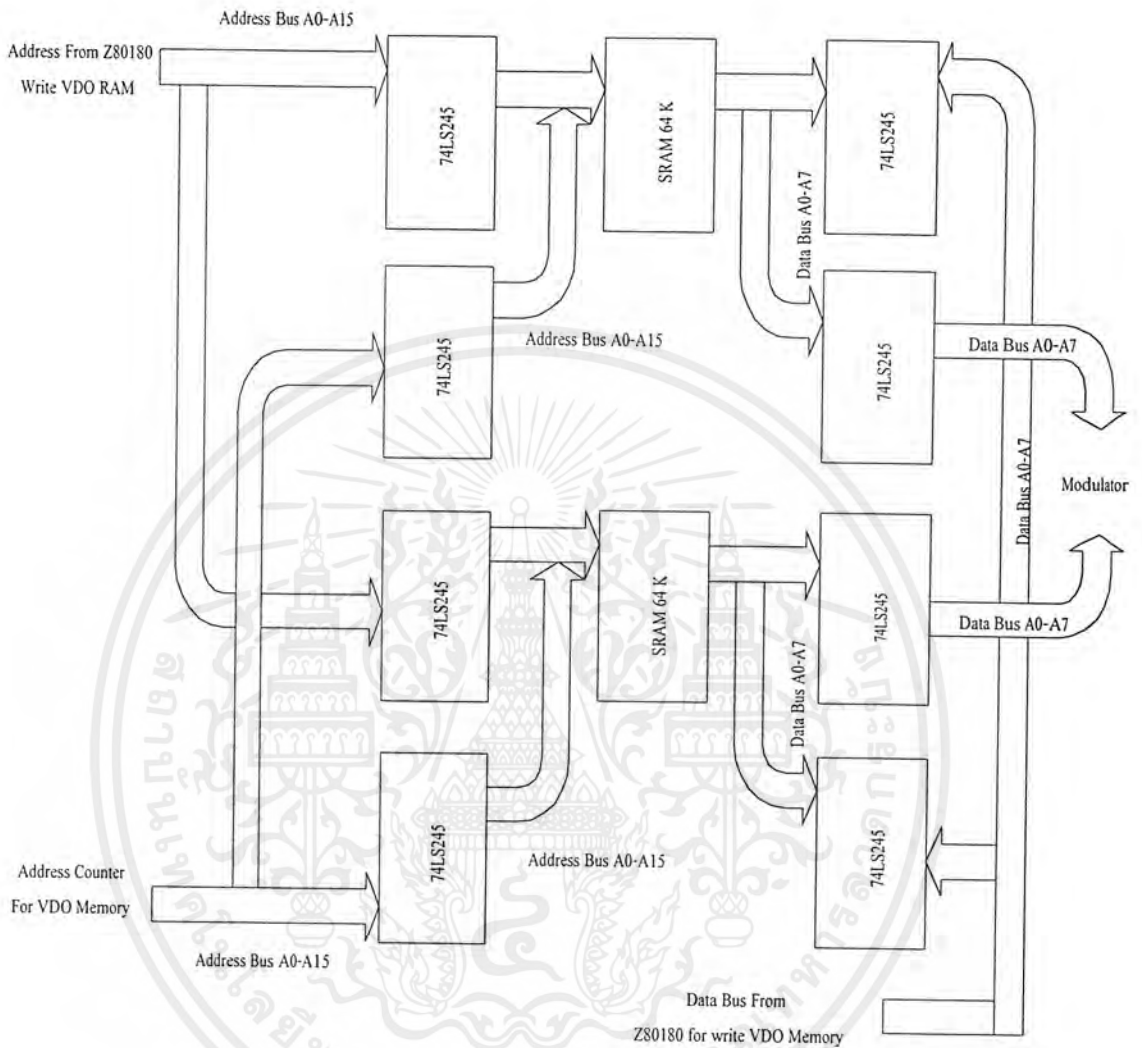 Address Bus A0-A15
Address From Z80180
Write VDO RAM
74LS245
SRAM 64 K
74LS245
Data Bus A0-A7
74LS245
Address Bus A0-A15
74LS245
Data Bus A0-A7
Data Bus A0-A7
Modulator
74LS245
SRAM 64 K
74LS245
Data Bus A0-A7
Data Bus A0-A7
74LS245
Address Bus A0-A15
74LS245
Address Counter
For VDO Memory
Address Bus A0-A15
Data Bus From
Z80180 for write VDO Memory